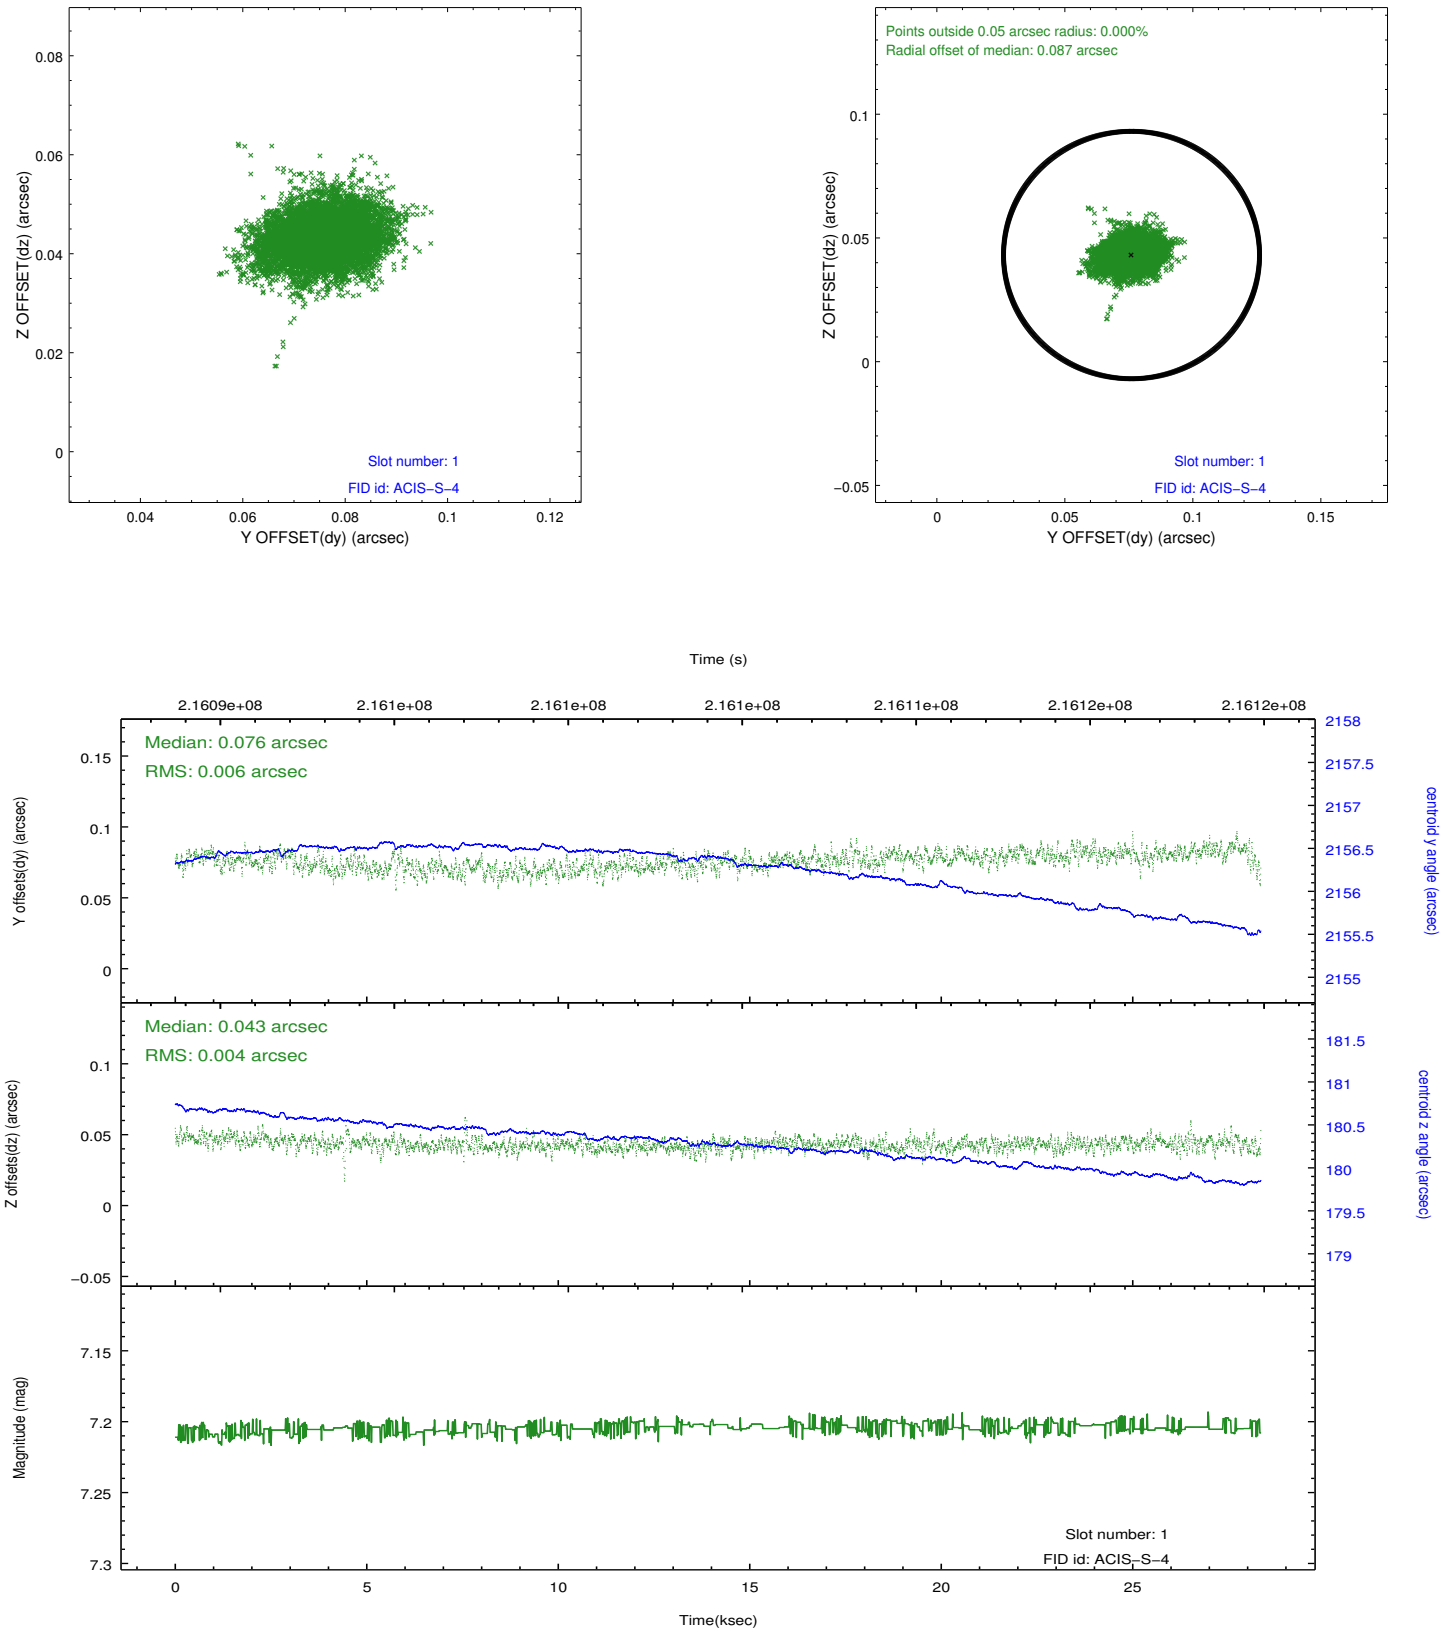 0.08
0.06
0.04
0.02
0
Z OFFSET(dz) (arcsec)
Slot number: 1
FID id: ACIS−S−4
0.04 0.06 0.08 0.1 0.12
Y OFFSET(dy) (arcsec)
Points outside 0.05 arcsec radius: 0.000%
Radial offset of median: 0.087 arcsec
0.1
0.05
0
−0.05
Z OFFSET(dz) (arcsec)
Slot number: 1
FID id: ACIS−S−4
0 0.05 0.1 0.15
Y OFFSET(dy) (arcsec)
Time (s)
2.1609e+08 2.161e+08 2.161e+08 2.161e+08 2.1611e+08 2.1612e+08 2.1612e+08
Median: 0.076 arcsec
RMS: 0.006 arcsec
0.15
0.1
0.05
0
Y offsets(dy) (arcsec)
2158
2157.5
2157
2156.5
2156
2155.5
2155
centroid y angle (arcsec)
Median: 0.043 arcsec
RMS: 0.004 arcsec
0.1
0.05
0
−0.05
Z offsets(dz) (arcsec)
181.5
181
180.5
180
179.5
179
centroid z angle (arcsec)
7.15
7.2
7.25
7.3
Magnitude (mag)
Slot number: 1
FID id: ACIS−S−4
0 5 10 15 20 25
Time(ksec)